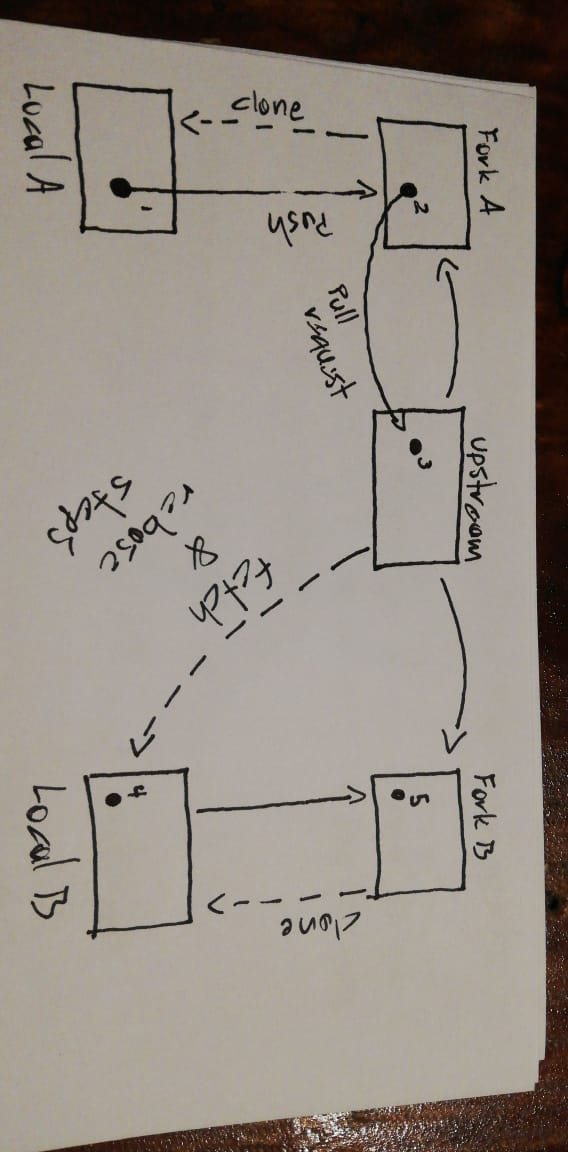 Fork A
upstream
Fork B
2
3
5
clone
Push
Pull
request
fetch
&
rebase
steps
clone
1
4
Local A
Local B